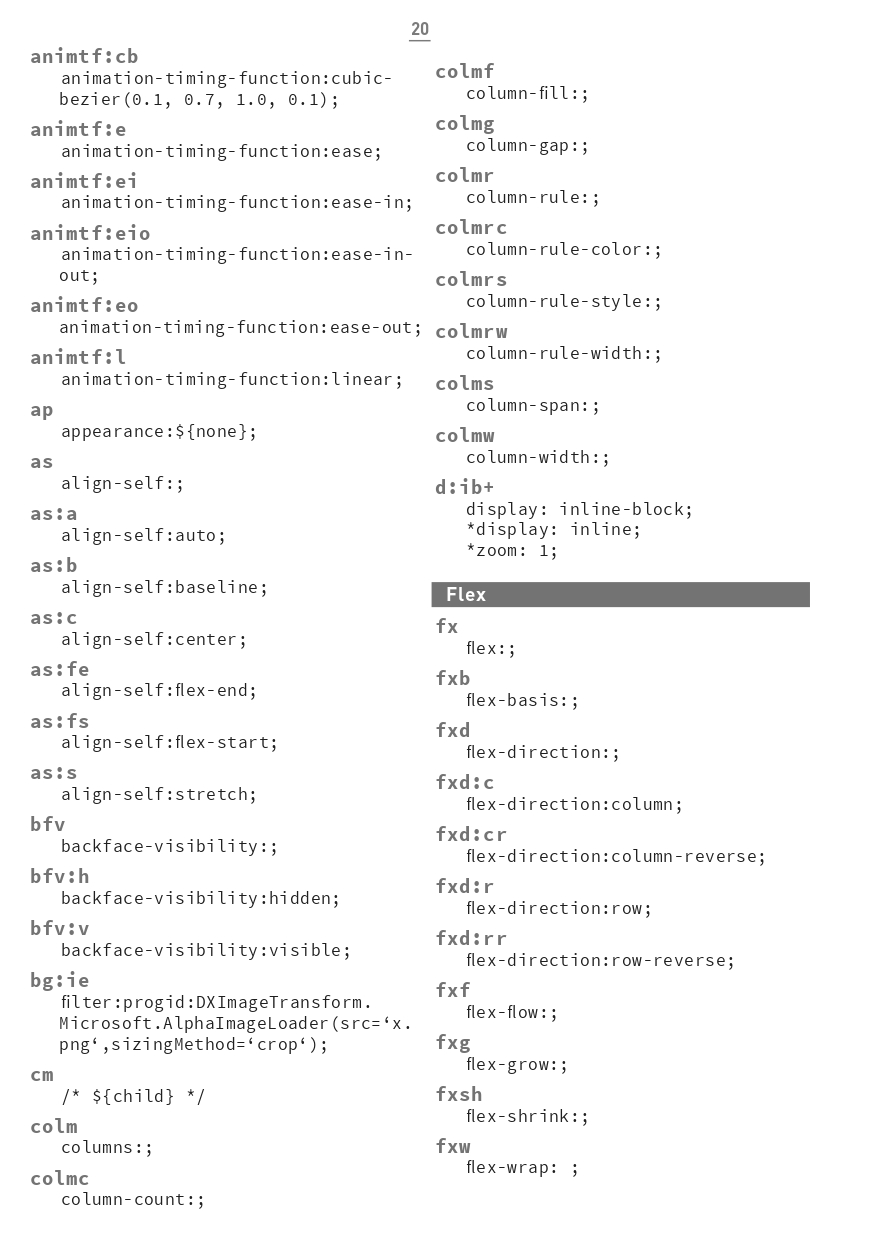 20
animtf:cb
animation-timing-function:cubic-
bezier(0.1, 0.7, 1.0, 0.1);
animtf:e
animation-timing-function:ease;
animtf:ei
animation-timing-function:ease-in;
animtf:eio
animation-timing-function:ease-in-
out;
animtf:eo
animation-timing-function:ease-out;
animtf:l
animation-timing-function:linear;
ap
appearance:${none};
as
align-self:;
as:a
align-self:auto;
as:b
align-self:baseline;
as:c
align-self:center;
as:fe
align-self:flex-end;
as:fs
align-self:flex-start;
as:s
align-self:stretch;
bfv
backface-visibility:;
bfv:h
backface-visibility:hidden;
bfv:v
backface-visibility:visible;
bg:ie
filter:progid:DXImageTransform.
Microsoft.AlphaImageLoader(src=‘x.
png‘,sizingMethod=‘crop‘);
cm
/* ${child} */
colm
columns:;
colmc
column-count:;
colmf
column-fill:;
colmg
column-gap:;
colmr
column-rule:;
colmrc
column-rule-color:;
colmrs
column-rule-style:;
colmrw
column-rule-width:;
colms
column-span:;
colmw
column-width:;
d:ib+
display: inline-block;
*display: inline;
*zoom: 1;
Flex
fx
flex:;
fxb
flex-basis:;
fxd
flex-direction:;
fxd:c
flex-direction:column;
fxd:cr
flex-direction:column-reverse;
fxd:r
flex-direction:row;
fxd:rr
flex-direction:row-reverse;
fxf
flex-flow:;
fxg
flex-grow:;
fxsh
flex-shrink:;
fxw
flex-wrap: ;